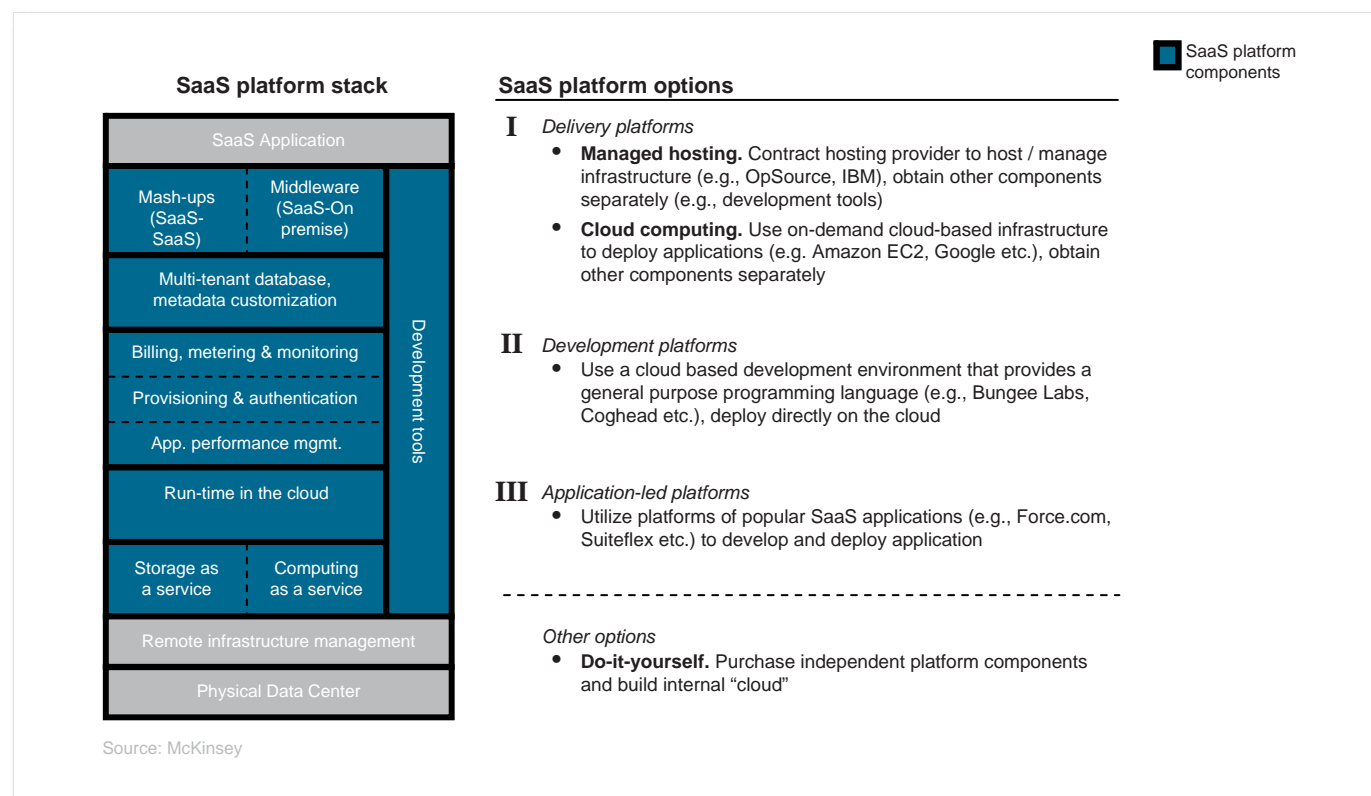 SaaS platform
components
SaaS platform stack
SaaS Application
Mash-ups
(SaaS-
SaaS)
Middleware
(SaaS-On
premise)
Multi-tenant database,
metadata customization
Billing, metering & monitoring
Provisioning & authentication
App. performance mgmt.
Run-time in the cloud
Storage as
a service
Computing
as a service
Development tools
Remote infrastructure management
Physical Data Center
Source: McKinsey
SaaS platform options
I Delivery platforms
• Managed hosting. Contract hosting provider to host / manage
infrastructure (e.g., OpSource, IBM), obtain other components
separately (e.g., development tools)
• Cloud computing. Use on-demand cloud-based infrastructure
to deploy applications (e.g. Amazon EC2, Google etc.), obtain
other components separately
II Development platforms
• Use a cloud based development environment that provides a
general purpose programming language (e.g., Bungee Labs,
Coghead etc.), deploy directly on the cloud
III Application-led platforms
• Utilize platforms of popular SaaS applications (e.g., Force.com,
Suiteflex etc.) to develop and deploy application
Other options
• Do-it-yourself. Purchase independent platform components
and build internal “cloud”